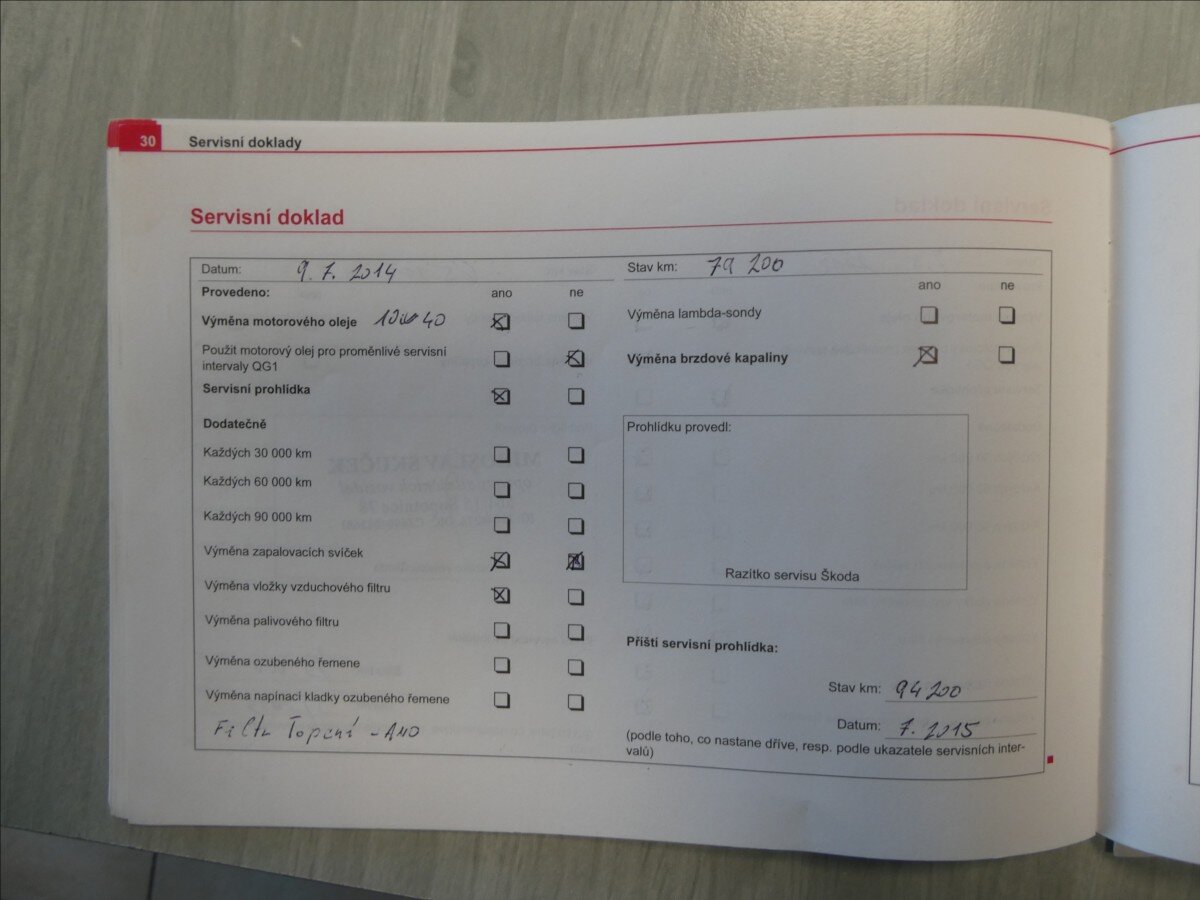 30 Servisní doklady
Servisní doklad
Datum: 9. 7. 2014
Provedeno: ano ne
Výměna motorového oleje 10w40
Použit motorový olej pro proměnlivé servisní
intervaly QG1
Servisní prohlídka
Dodatečně
Každých 30 000 km
Každých 60 000 km
Každých 90 000 km
Výměna zapalovacích svíček
Výměna vložky vzduchového filtru
Výměna palivového filtru
Výměna ozubeného řemene
Výměna napínací kladky ozubeného řemene
Filtr Topení - ANO
Stav km: 79 200
ano ne
Výměna lambda-sondy
Výměna brzdové kapaliny
Prohlídku provedl:
Razítko servisu Škoda
Příští servisní prohlídka:
Stav km: 94200
Datum: 7. 2015
(podle toho, co nastane dříve, resp. podle ukazatele servisních inter-
valů)